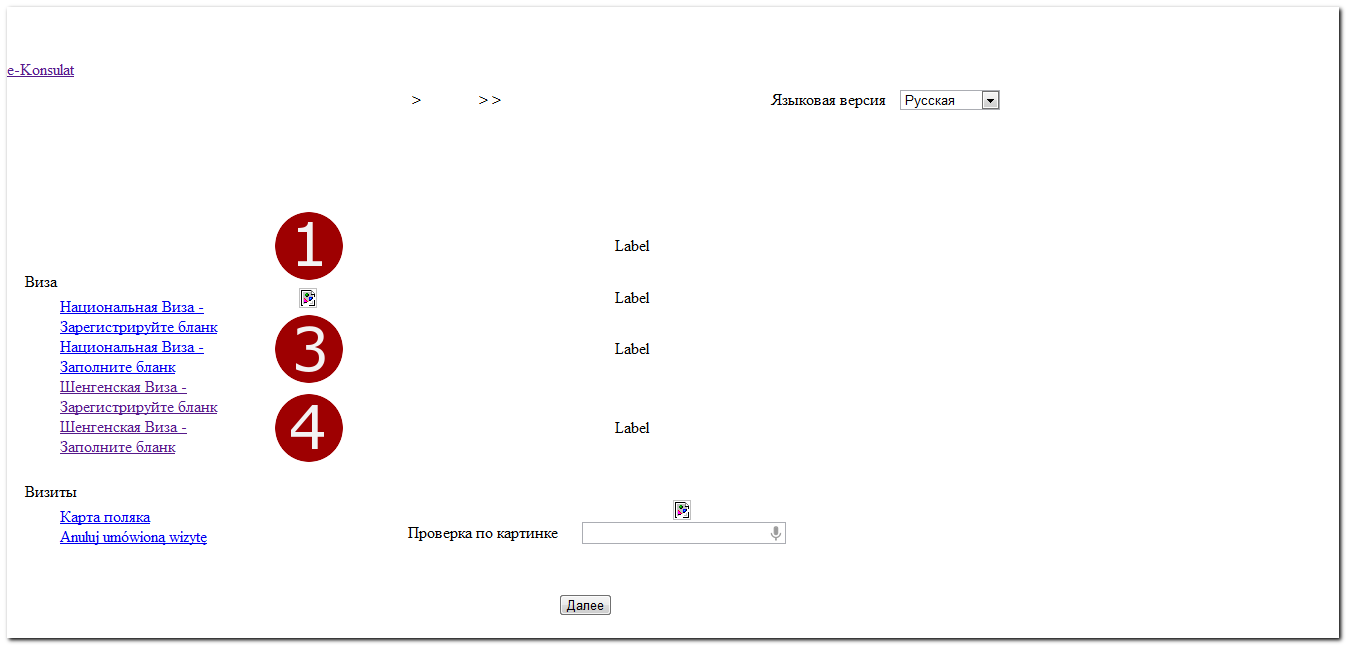 e-Konsulat
> >> Языковая версия Русская
1 Label
Виза
Label
Национальная Виза -
Зарегистрируйте бланк
Национальная Виза -
Заполните бланк
3 Label
Шенгенская Виза -
Зарегистрируйте бланк
Шенгенская Виза -
Заполните бланк
4 Label
Визиты
Карта поляка
Anuluj umówioną wizytę
Проверка по картинке
Далее